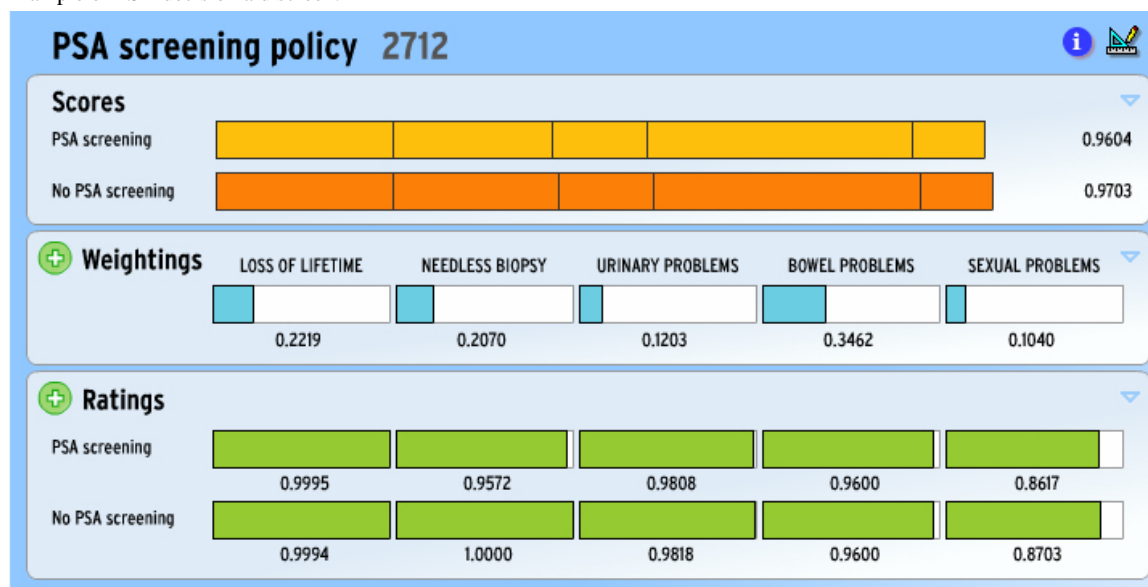 PSA screening policy 2712
Scores
PSA screening 0.9604
No PSA screening 0.9703
Weightings
LOSS OF LIFETIME NEEDLESS BIOPSY URINARY PROBLEMS BOWEL PROBLEMS SEXUAL PROBLEMS
0.2219 0.2070 0.1203 0.3462 0.1040
Ratings
PSA screening
0.9995 0.9572 0.9808 0.9600 0.8617
No PSA screening
0.9994 1.0000 0.9818 0.9600 0.8703